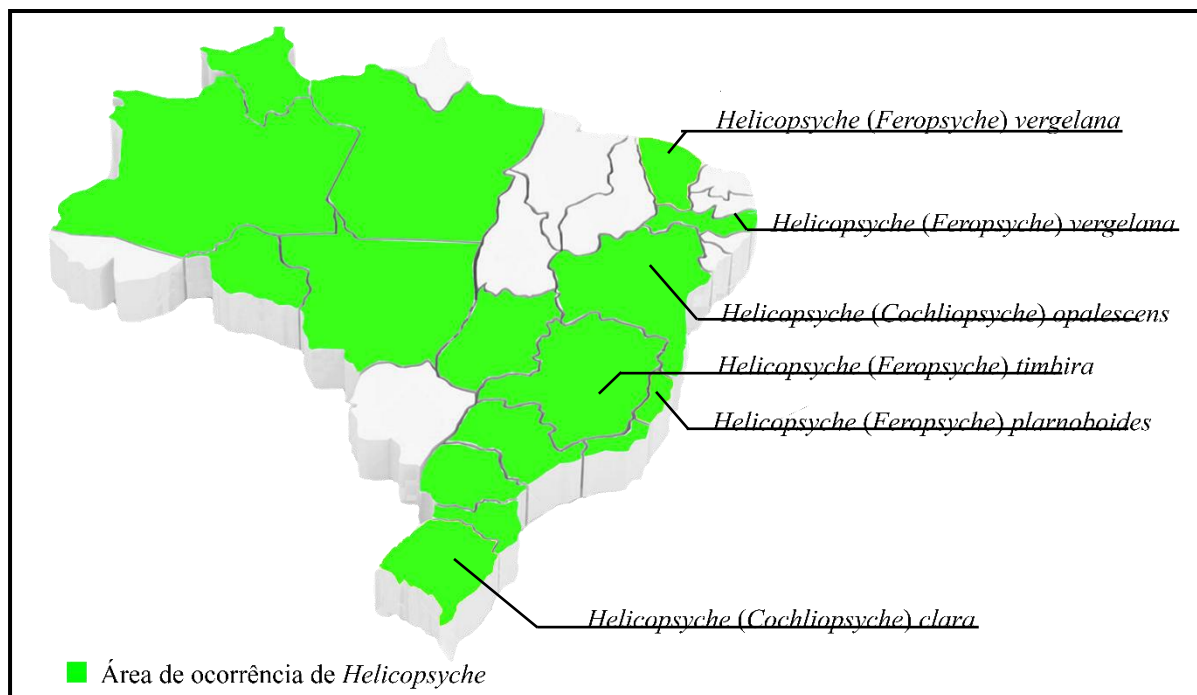 Helicopsyche (Feropsyche) vergelana
Helicopsyche (Feropsyche) vergelana
Helicopsyche (Cochliopsyche) opalescens
Helicopsyche (Feropsyche) timbira
Helicopsyche (Feropsyche) plarnoboides
Helicopsyche (Cochliopsyche) clara
Área de ocorrência de Helicopsyche